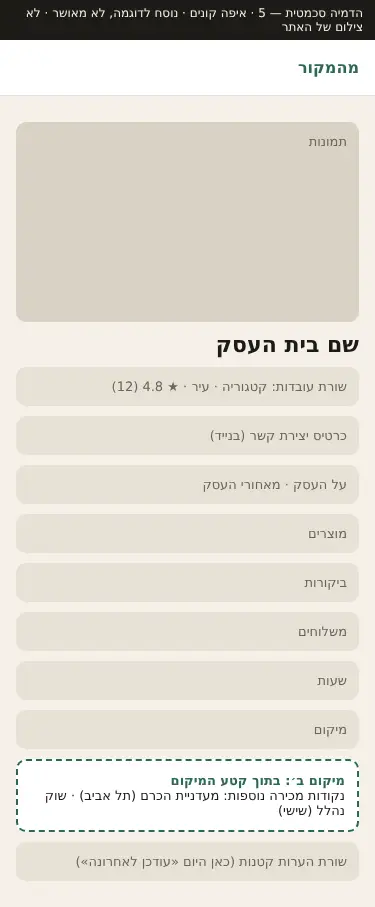 הדמיה סכמטית — 5 · איפה קונים · נוסח לדוגמה, לא מאושר · לא
צילום של האתר
מהמקור
תמונות
שם בית העסק
שורת עובדות: קטגוריה · עיר · ★ 4.8 (12)
כרטיס יצירת קשר (בנייד)
על העסק · מאחורי העסק
מוצרים
ביקורות
משלוחים
שעות
מיקום
מיקום ב׳: בתוך קטע המיקום
נקודות מכירה נוספות: מעדניית הכרם (תל אביב) · שוק
נהלל (שישי)
שורת הערות קטנות (כאן היום «עודכן לאחרונה»)